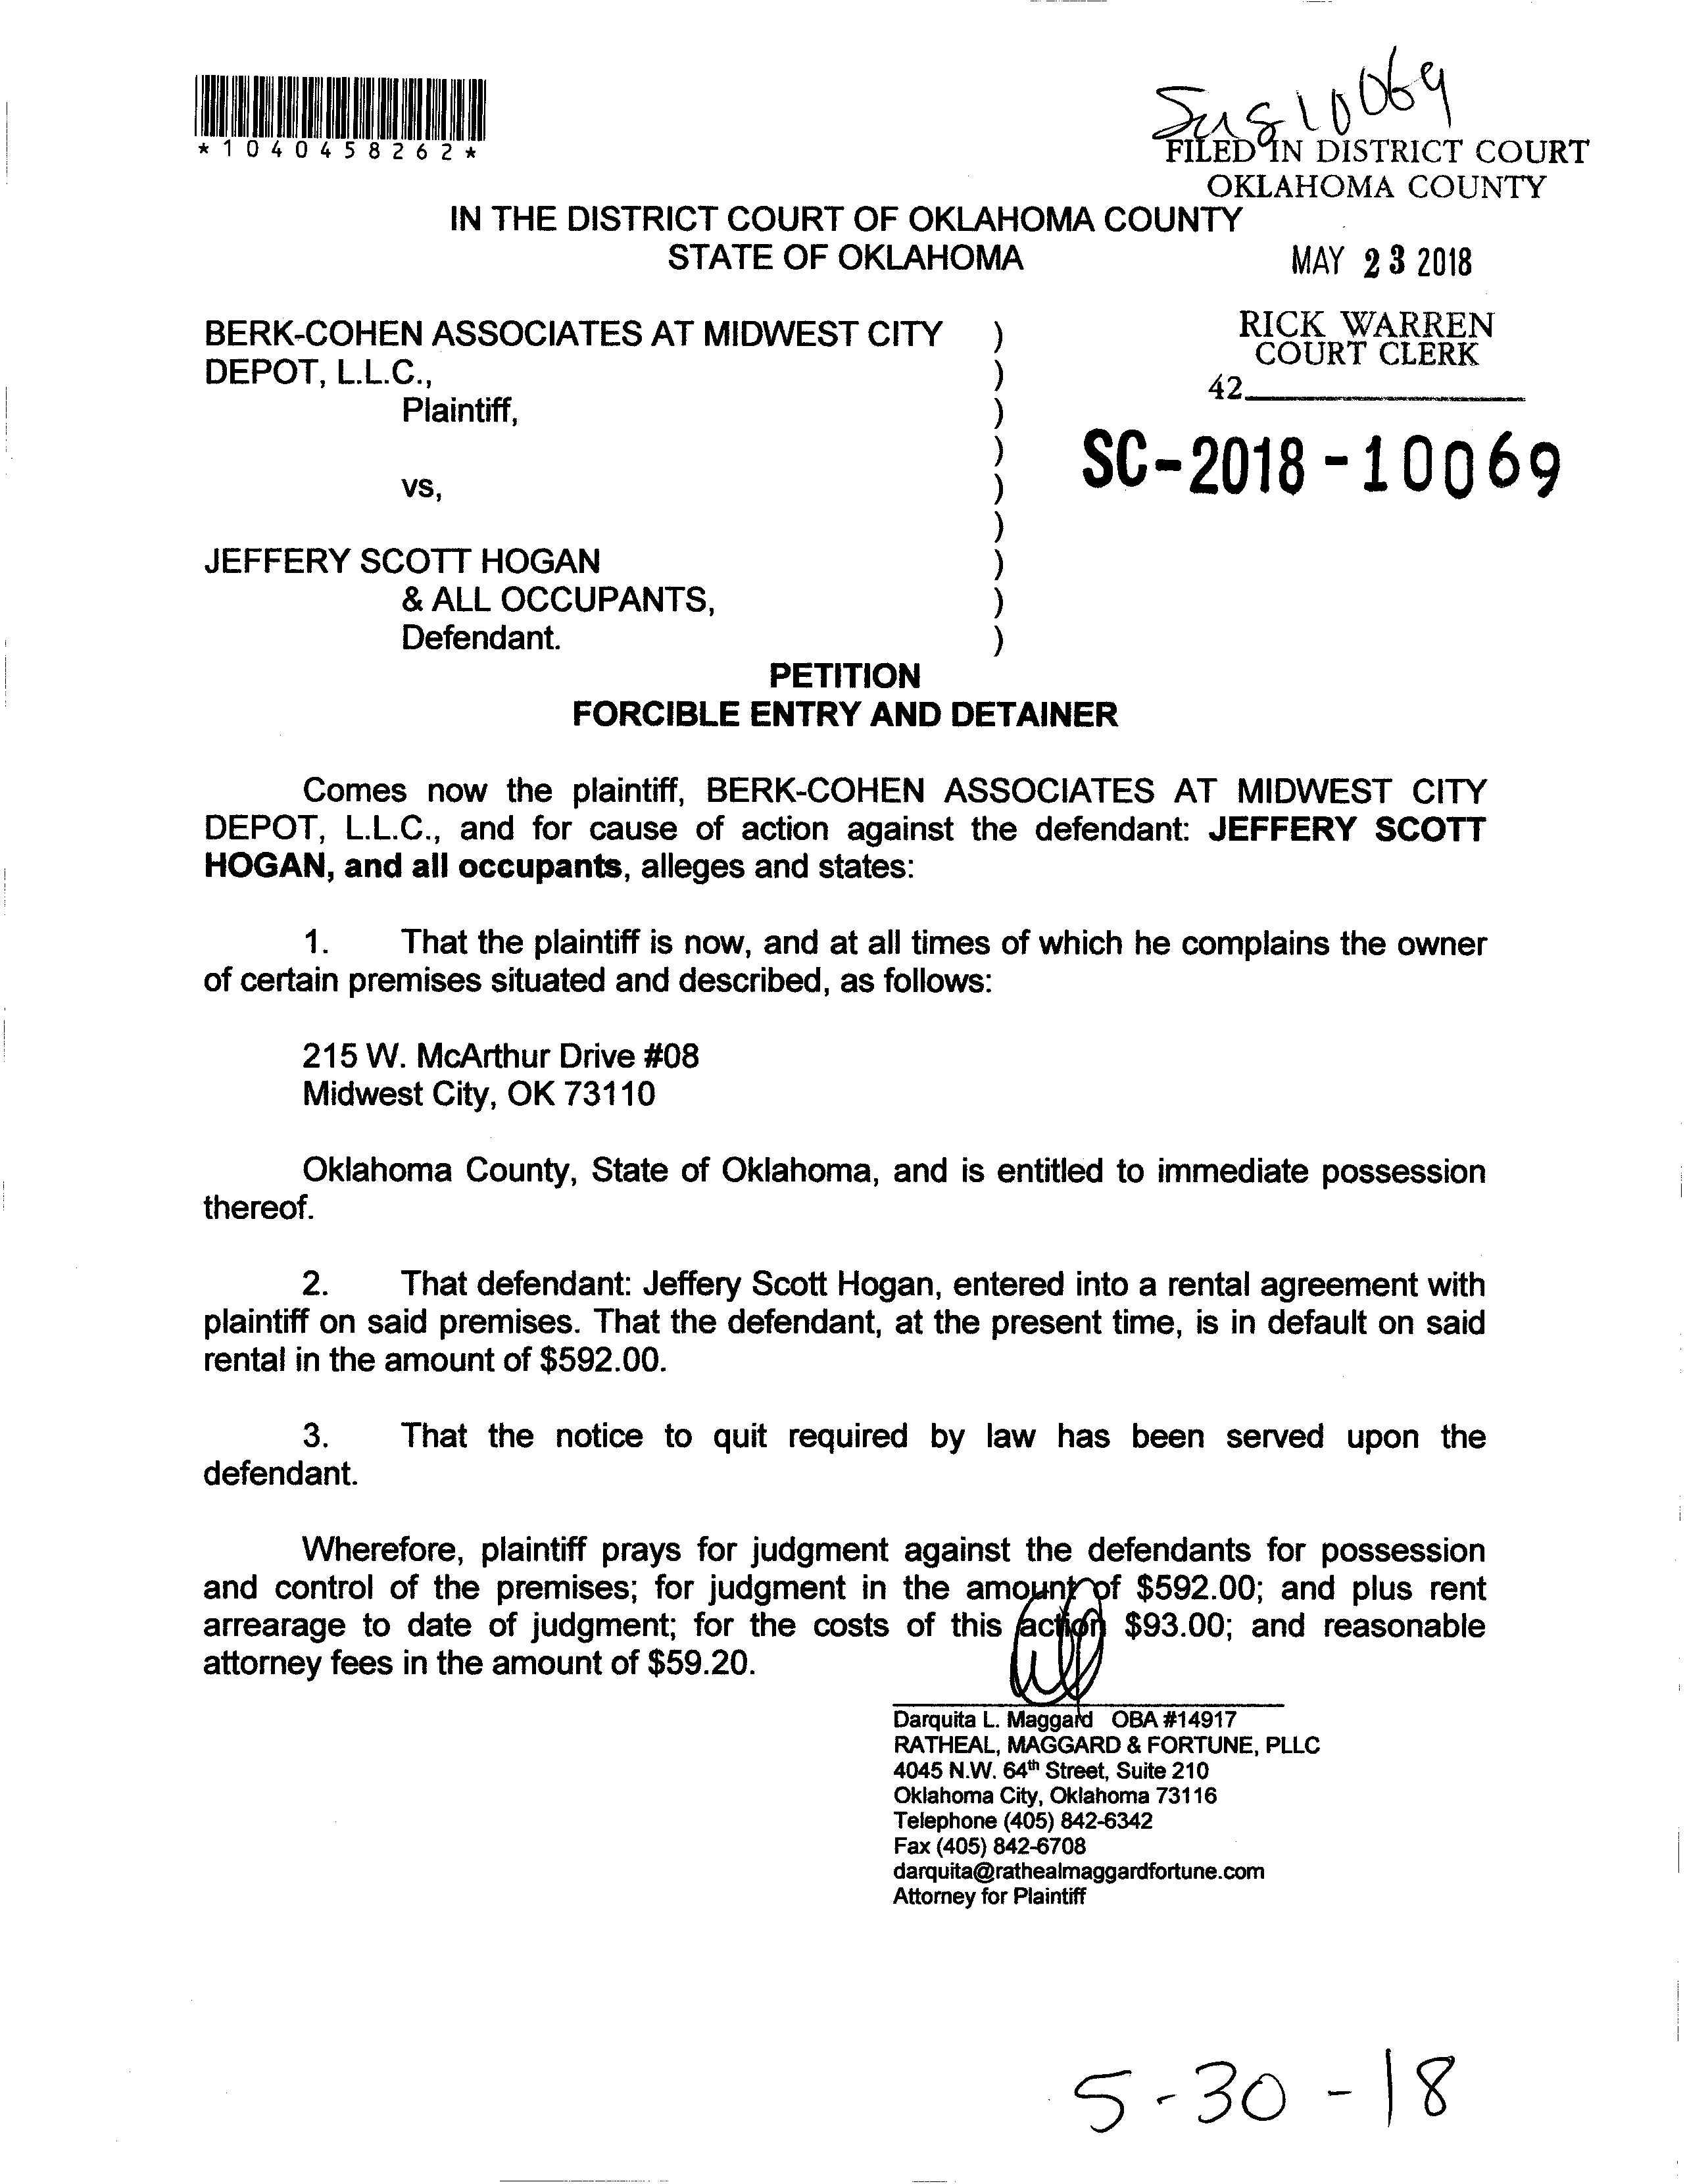 *1040458262*
10069
FILED IN DISTRICT COURT
OKLAHOMA COUNTY
IN THE DISTRICT COURT OF OKLAHOMA COUNTY
STATE OF OKLAHOMA
MAY 23 2018
BERK-COHEN ASSOCIATES AT MIDWEST CITY )
DEPOT, L.L.C., )
Plaintiff, )
)
vs, )
)
JEFFERY SCOTT HOGAN )
& ALL OCCUPANTS, )
Defendant. )
RICK WARREN
COURT CLERK
42
SC-2018-10069
PETITION
FORCIBLE ENTRY AND DETAINER
Comes now the plaintiff, BERK-COHEN ASSOCIATES AT MIDWEST CITY
DEPOT, L.L.C., and for cause of action against the defendant: JEFFERY SCOTT
HOGAN, and all occupants, alleges and states:
1. That the plaintiff is now, and at all times of which he complains the owner
of certain premises situated and described, as follows:
215 W. McArthur Drive #08
Midwest City, OK 73110
Oklahoma County, State of Oklahoma, and is entitled to immediate possession
thereof.
2. That defendant: Jeffery Scott Hogan, entered into a rental agreement with
plaintiff on said premises. That the defendant, at the present time, is in default on said
rental in the amount of $592.00.
3. That the notice to quit required by law has been served upon the
defendant.
Wherefore, plaintiff prays for judgment against the defendants for possession
and control of the premises; for judgment in the amount of $592.00; and plus rent
arrearage to date of judgment; for the costs of this action $93.00; and reasonable
attorney fees in the amount of $59.20.
Darquita L. Maggard OBA #14917
RATHEAL, MAGGARD & FORTUNE, PLLC
4045 N.W. 64th Street, Suite 210
Oklahoma City, Oklahoma 73116
Telephone (405) 842-6342
Fax (405) 842-6708
darquita@rathealmaggardfortune.com
Attorney for Plaintiff
5-30-18